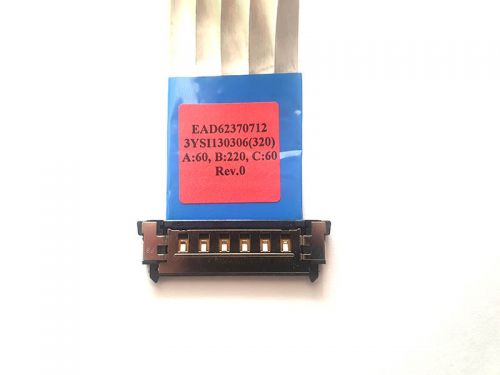 EAD62370712
3YSI130306(320)
A:60, B:220, C:60
Rev.0